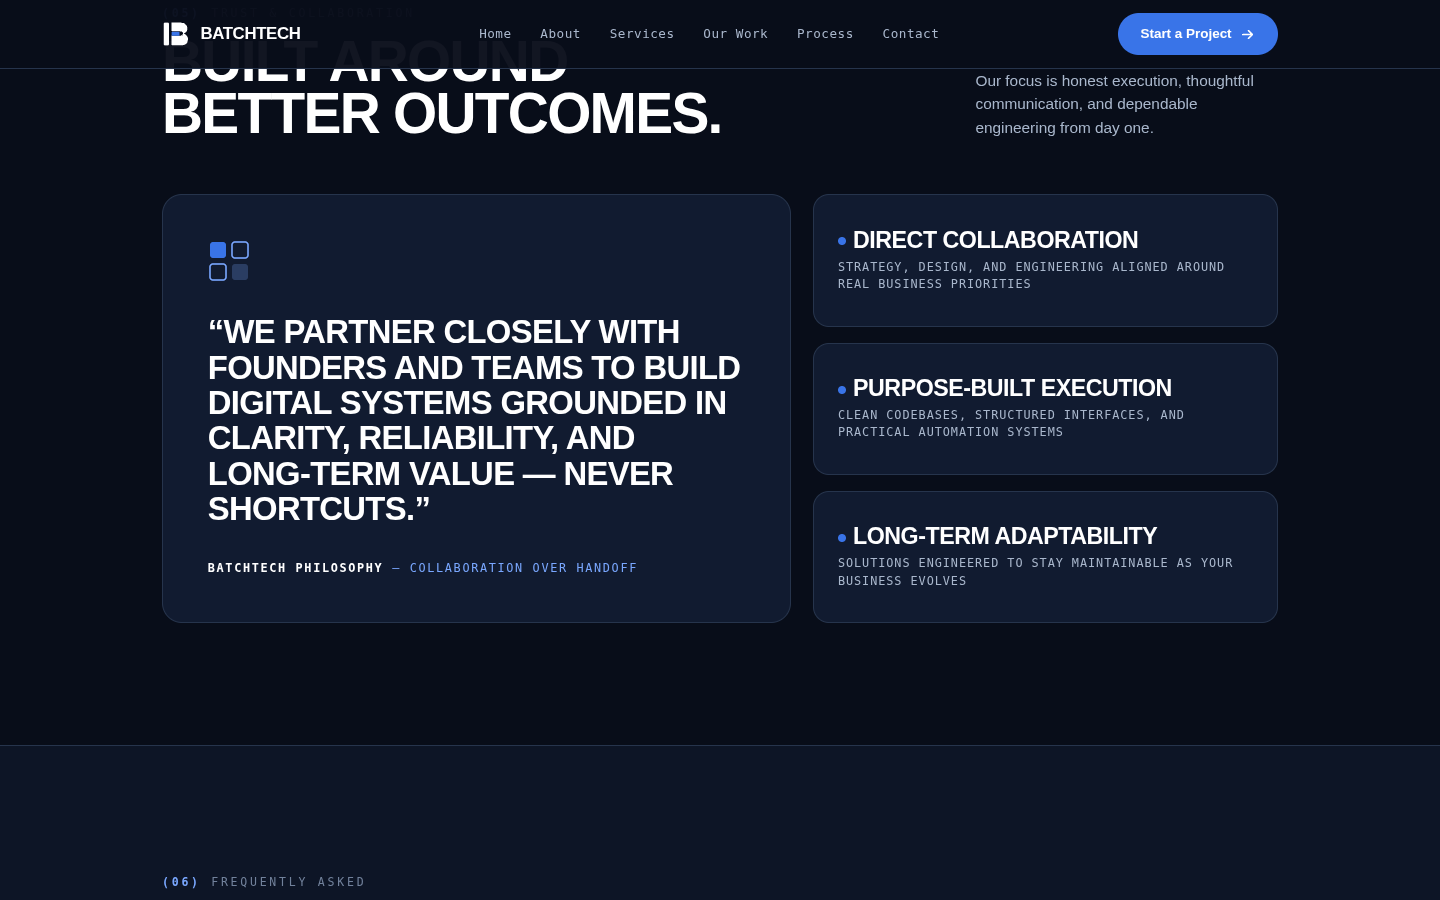 BATCHTECH
Home
About
Services
Our Work
Process
Contact
Start a Project
BUILT AROUND
BETTER OUTCOMES.
Our focus is honest execution, thoughtful
communication, and dependable
engineering from day one.
“WE PARTNER CLOSELY WITH
FOUNDERS AND TEAMS TO BUILD
DIGITAL SYSTEMS GROUNDED IN
CLARITY, RELIABILITY, AND
LONG-TERM VALUE — NEVER
SHORTCUTS.”
BATCHTECH PHILOSOPHY — COLLABORATION OVER HANDOFF
DIRECT COLLABORATION
STRATEGY, DESIGN, AND ENGINEERING ALIGNED AROUND
REAL BUSINESS PRIORITIES
PURPOSE-BUILT EXECUTION
CLEAN CODEBASES, STRUCTURED INTERFACES, AND
PRACTICAL AUTOMATION SYSTEMS
LONG-TERM ADAPTABILITY
SOLUTIONS ENGINEERED TO STAY MAINTAINABLE AS YOUR
BUSINESS EVOLVES
(06) FREQUENTLY ASKED